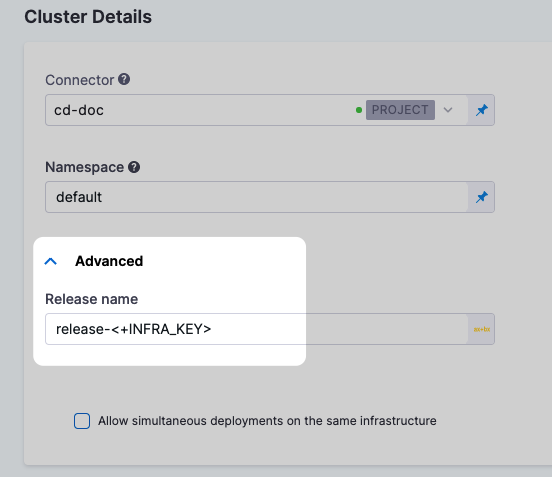 Cluster Details
Connector ?
cd-doc PROJECT
Namespace ?
default
Advanced
Release name
release-<+INFRA_KEY>
Allow simultaneous deployments on the same infrastructure